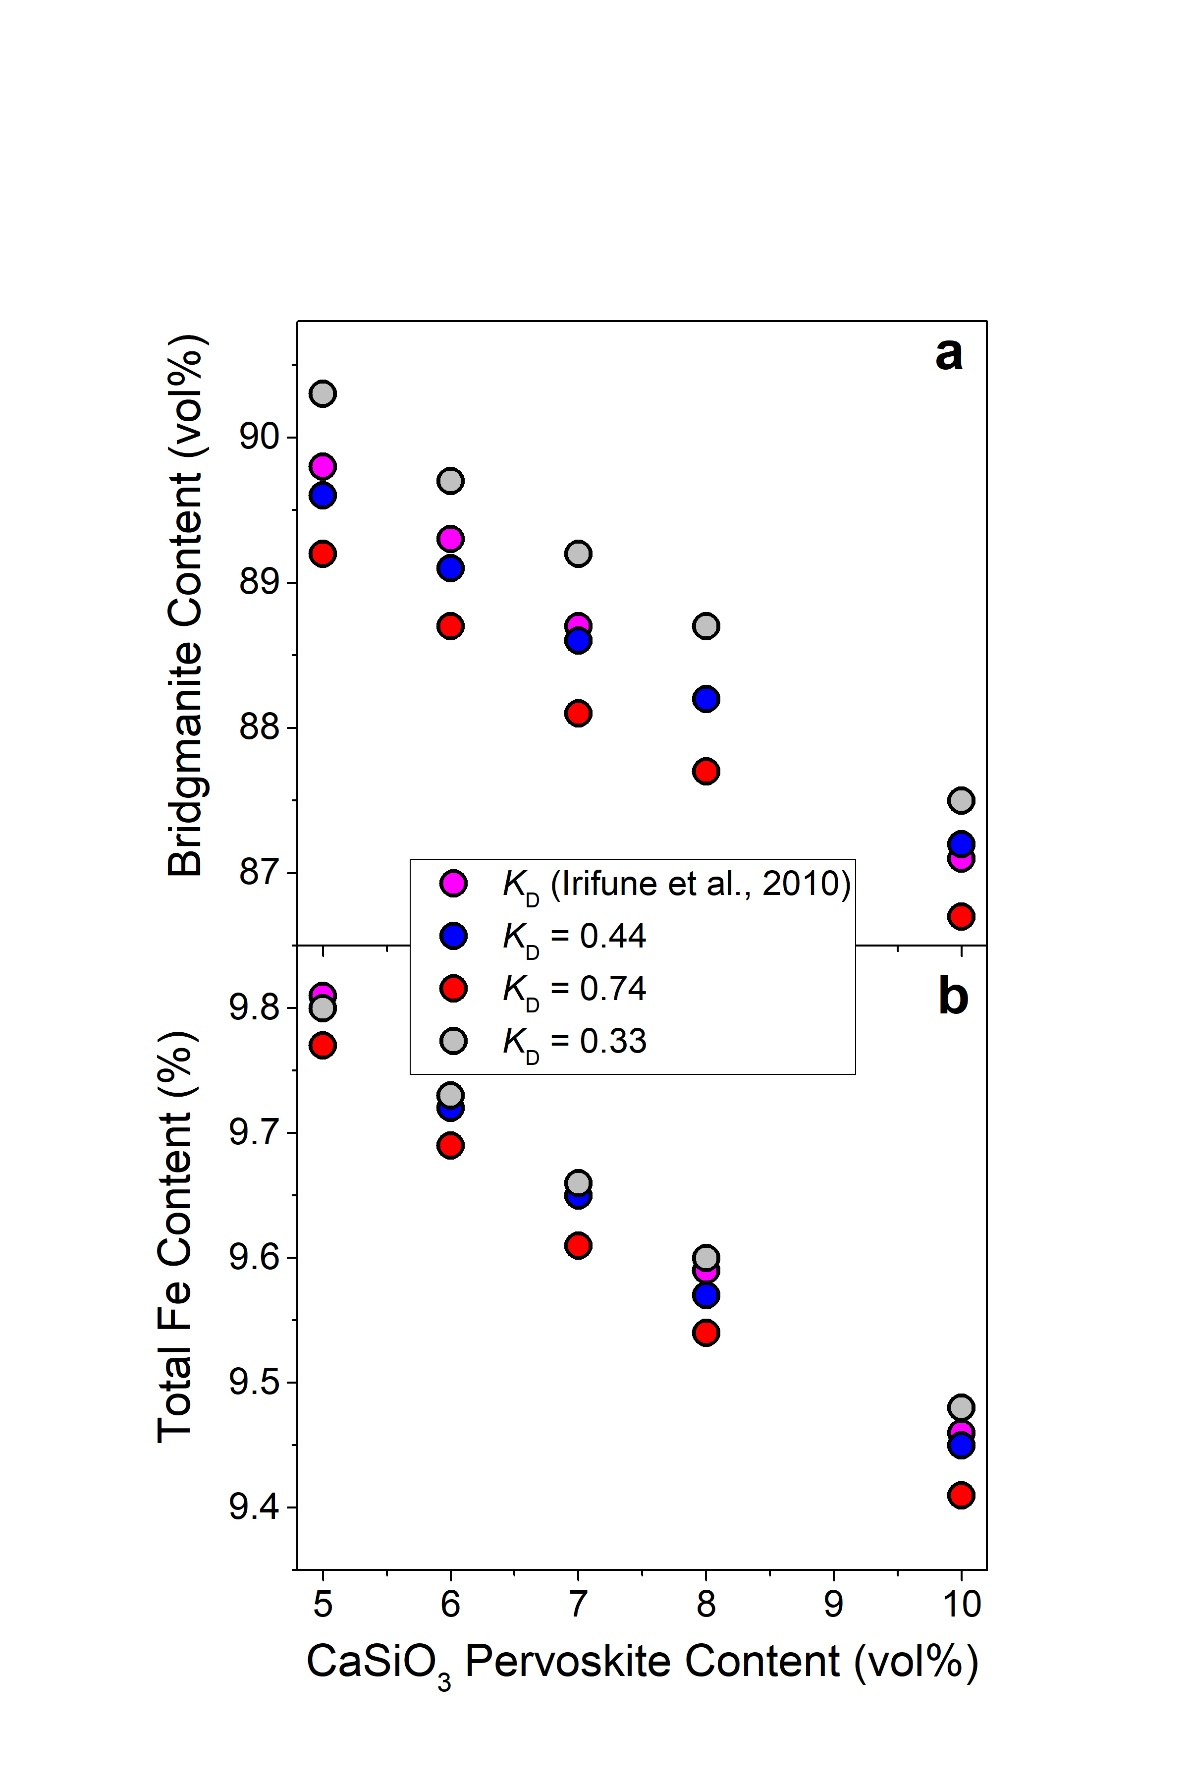 a
90
89
88
87
Bridgmanite Content (vol%)
K_D (Irifune et al., 2010)
K_D = 0.44
K_D = 0.74
K_D = 0.33
b
9.8
9.7
9.6
9.5
9.4
Total Fe Content (%)
5 6 7 8 9 10
CaSiO₃ Pervoskite Content (vol%)